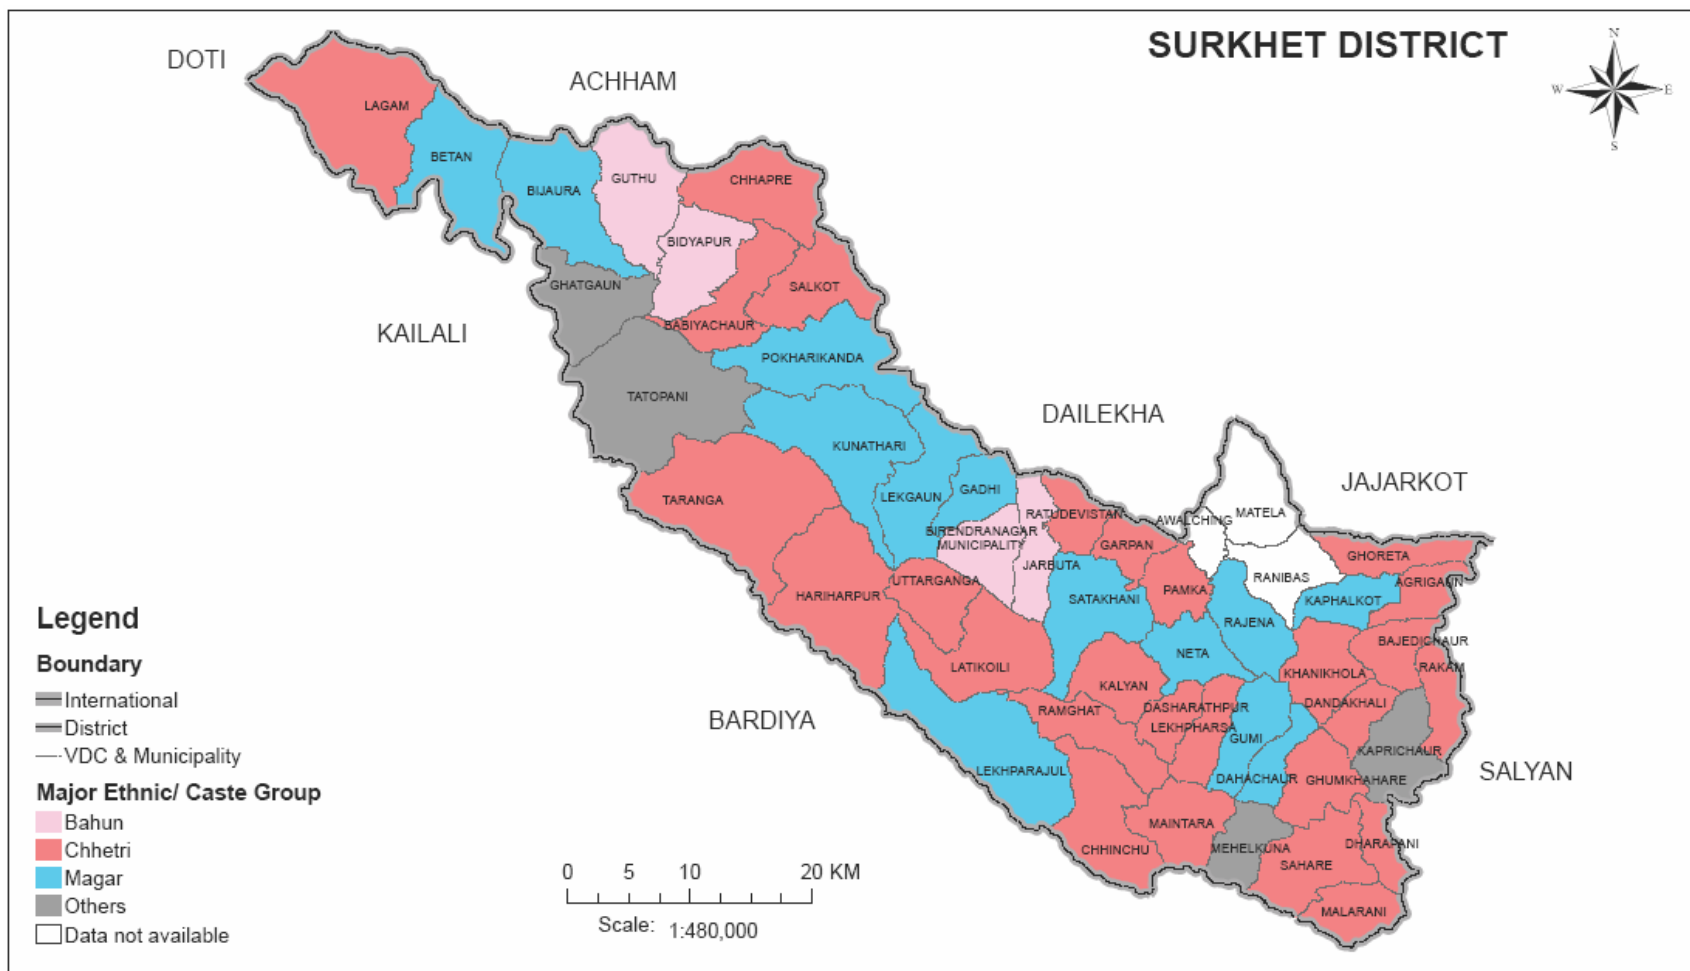 SURKHET DISTRICT
N
W
E
S
DOTI
ACHHAM
LAGAM
BETAN
BIJAURA
GUTHU
CHHAPRE
BIDYAPUR
GHATGAUN
SALKOT
BABIYACHAUR
KAILALI
POKHARIKANDA
TATOPANI
DAILEKHA
KUNATHARI
JAJARKOT
TARANGA
LEKGAUN
GADHI
RATUDEVISTAN
AWALCHING
MATELA
BIRENDRANAGAR
MUNICIPALITY
GARPAN
GHORETA
JARBUTA
UTTARGANGA
RANIBAS
AGRIGAUN
HARIHARPUR
SATAKHANI
PAMKA
KAPHALKOT
RAJENA
BAJEDICHAUR
LATIKOILI
NETA
KHANIKHOLA
RAKAM
KALYAN
RAMGHAT
DASHARATHPUR
DANDAKHALI
BARDIYA
LEKHPHARSA
GUMI
KAPRICHAUR
LEKHPARAJUL
DAHACHAUR
GHUMKHAHARE
SALYAN
MAINTARA
CHHINCHU
MEHELKUNA
DHARAPANI
SAHARE
MALARANI
Legend
Boundary
International
District
VDC & Municipality
Major Ethnic/ Caste Group
Bahun
Chhetri
Magar
Others
Data not available
0 5 10 20 KM
Scale: 1:480,000